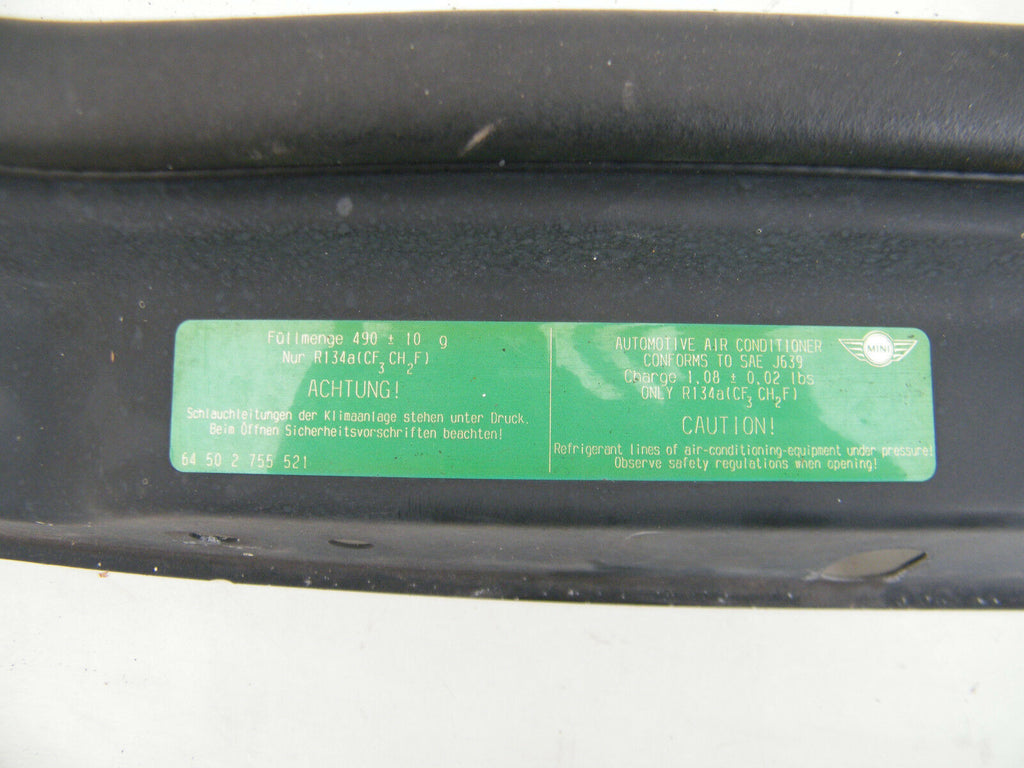 Füllmenge 490 ± 10 g
Nur R134a(CF3CH2F)
ACHTUNG!
Schlauchleitungen der Klimaanlage stehen unter Druck.
Beim Öffnen Sicherheitsvorschriften beachten!
64 50 2 755 521
AUTOMOTIVE AIR CONDITIONER
CONFORMS TO SAE J639
Charge 1,08 ± 0,02 lbs
ONLY R134a(CF3CH2F)
CAUTION!
Refrigerant lines of air-conditioning-equipment under pressure!
Observe safety regulations when opening!
MINI